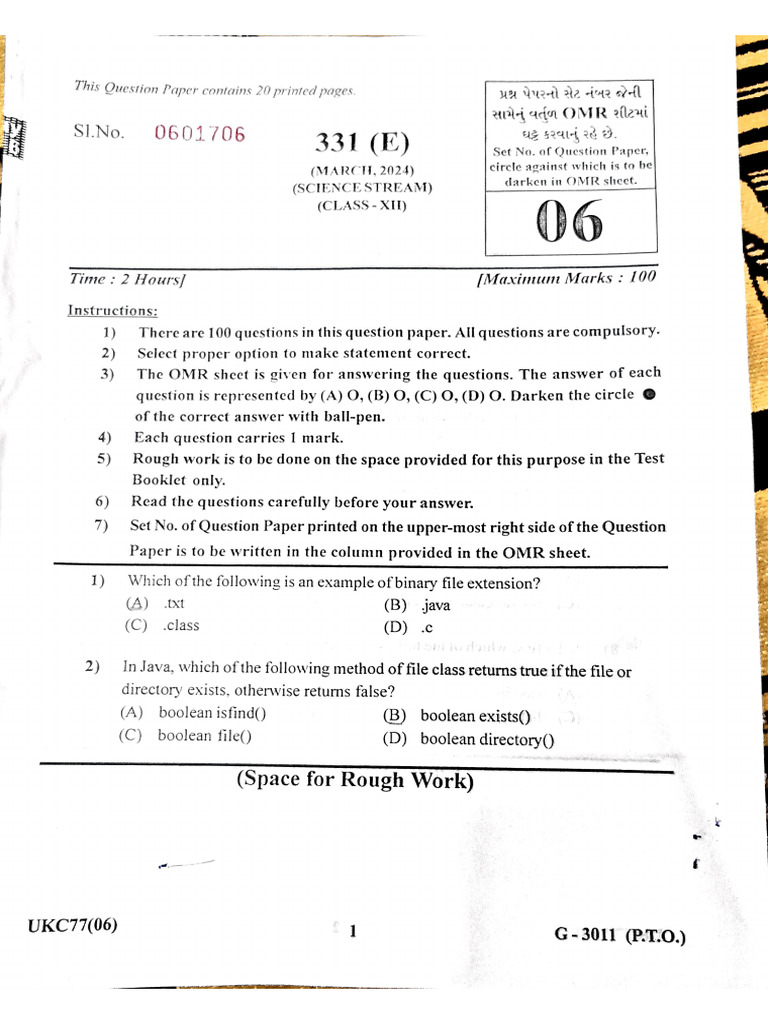 This Question Paper contains 20 printed pages.
Sl.No. 0601706
331 (E)
(MARCH, 2024)
(SCIENCE STREAM)
(CLASS - XII)
પ્રશ્ન પેપરનો સેટ નંબર જેની
સામેનું વર્તુળ OMR શીટમાં
ઘટ્ટ કરવાનું રહે છે.
Set No. of Question Paper,
circle against which is to be
darken in OMR sheet.
06
Time : 2 Hours]
[Maximum Marks : 100
Instructions:
1) There are 100 questions in this question paper. All questions are compulsory.
2) Select proper option to make statement correct.
3) The OMR sheet is given for answering the questions. The answer of each
question is represented by (A) O, (B) O, (C) O, (D) O. Darken the circle ●
of the correct answer with ball-pen.
4) Each question carries 1 mark.
5) Rough work is to be done on the space provided for this purpose in the Test
Booklet only.
6) Read the questions carefully before your answer.
7) Set No. of Question Paper printed on the upper-most right side of the Question
Paper is to be written in the column provided in the OMR sheet.
1) Which of the following is an example of binary file extension?
(A) .txt (B) .java
(C) .class (D) .c
2) In Java, which of the following method of file class returns true if the file or
directory exists, otherwise returns false?
(A) boolean isfind() (B) boolean exists()
(C) boolean file() (D) boolean directory()
(Space for Rough Work)
UKC77(06) 1 G - 3011 (P.T.O.)